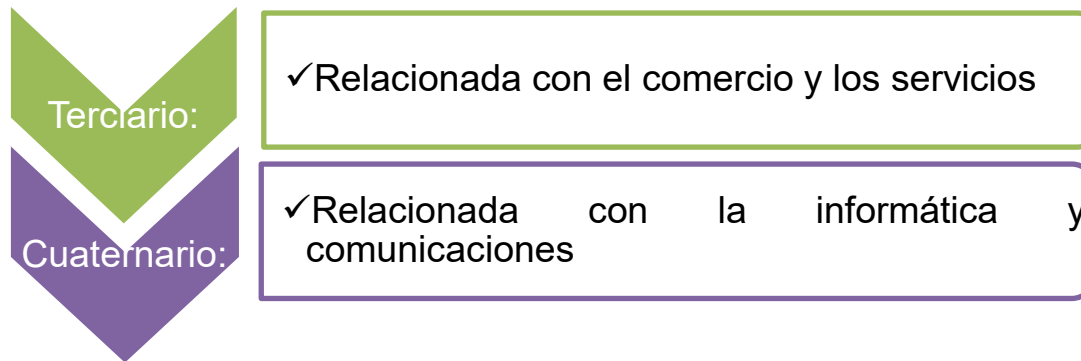 Terciario:
✓Relacionada con el comercio y los servicios
Cuaternario:
✓Relacionada con la informática y
comunicaciones